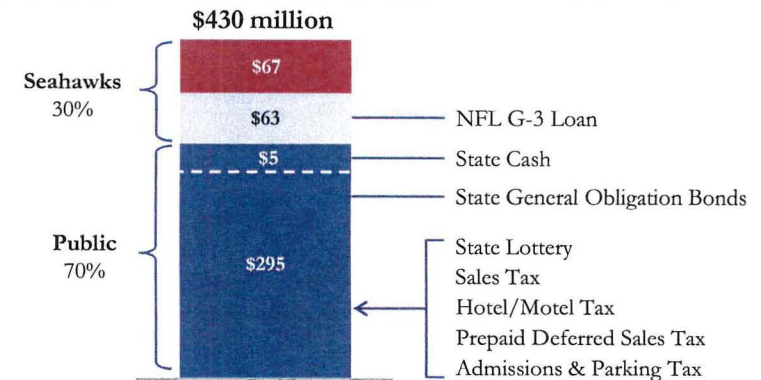 $430 million
$67
Seahawks
30%
$63
NFL G-3 Loan
$5
State Cash
State General Obligation Bonds
Public
70%
$295
State Lottery
Sales Tax
Hotel/Motel Tax
Prepaid Deferred Sales Tax
Admissions & Parking Tax